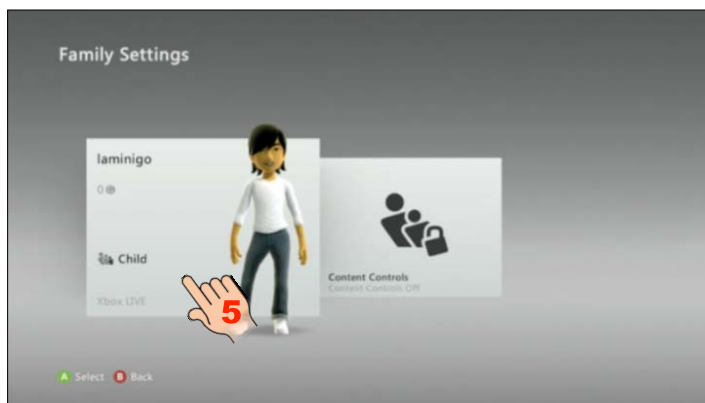 Family Settings
laminigo
0
Child
Xbox LIVE
Content Controls
Content Controls Off
5
A Select B Back